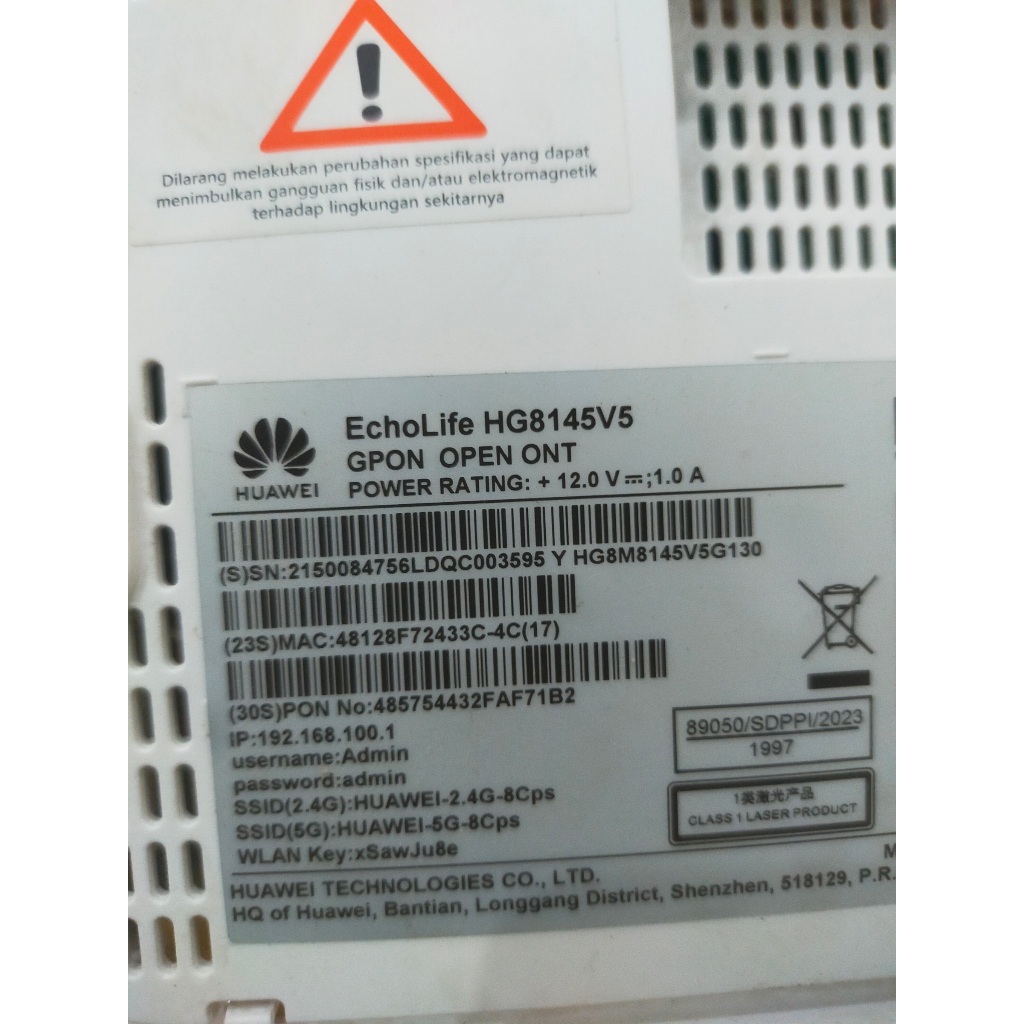 Dilarang melakukan perubahan spesifikasi yang dapat
menimbulkan gangguan fisik dan/atau elektromagnetik
terhadap lingkungan sekitarnya
HUAWEI
EchoLife HG8145V5
GPON OPEN ONT
POWER RATING: + 12.0 V ⎓;1.0 A
(S)SN:2150084756LDQC003595 Y HG8M8145V5G130
(23S)MAC:48128F72433C-4C(17)
(30S)PON No:485754432FAF71B2
IP:192.168.100.1
username:Admin
password:admin
SSID(2.4G):HUAWEI-2.4G-8Cps
SSID(5G):HUAWEI-5G-8Cps
WLAN Key:xSawJu8e
89050/SDPPI/2023
1997
1类激光产品
CLASS 1 LASER PRODUCT
HUAWEI TECHNOLOGIES CO., LTD.
HQ of Huawei, Bantian, Longgang District, Shenzhen, 518129, P.R.